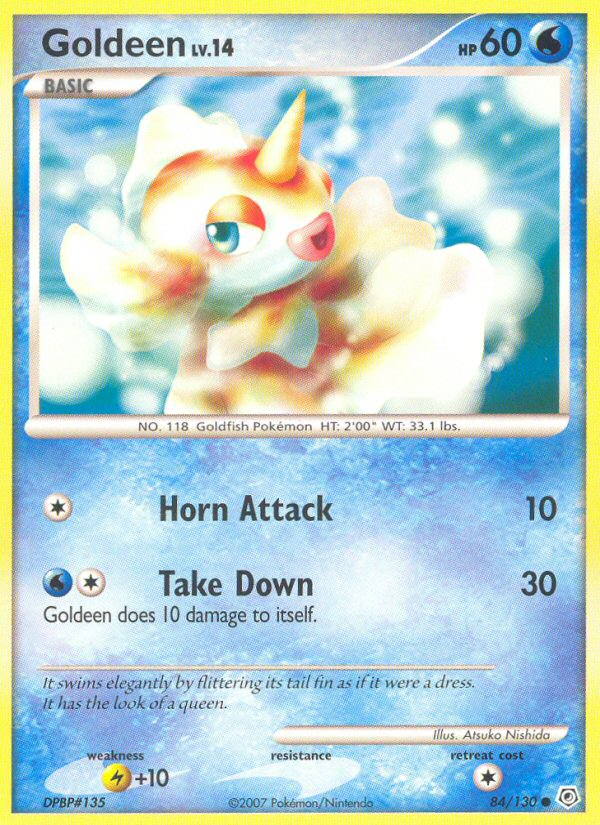 Goldeen LV.14
HP 60
BASIC
NO. 118 Goldfish Pokémon HT: 2'00" WT: 33.1 lbs.
Horn Attack 10
Take Down 30
Goldeen does 10 damage to itself.
It swims elegantly by flittering its tail fin as if it were a dress.
It has the look of a queen.
Illus. Atsuko Nishida
weakness resistance retreat cost
+10
DPBP#135 ©2007 Pokémon/Nintendo 84/130